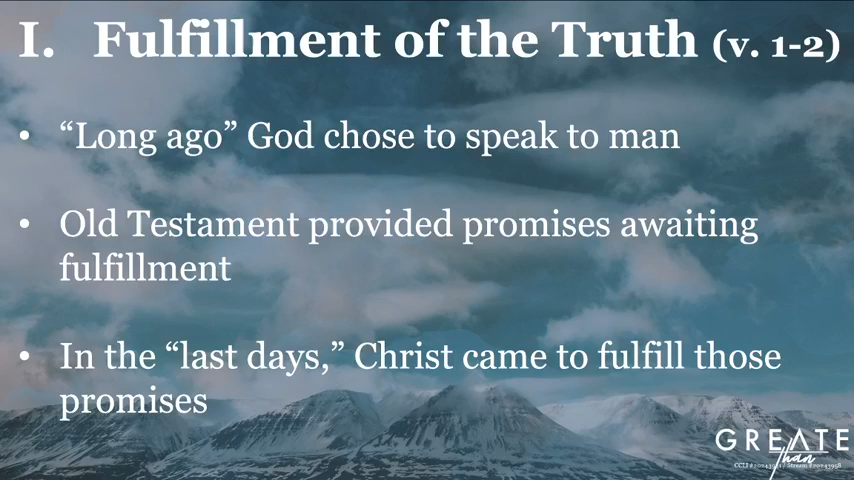 I. Fulfillment of the Truth (v. 1-2)
• “Long ago” God chose to speak to man
• Old Testament provided promises awaiting
fulfillment
• In the “last days,” Christ came to fulfill those
promises
GREATE
than